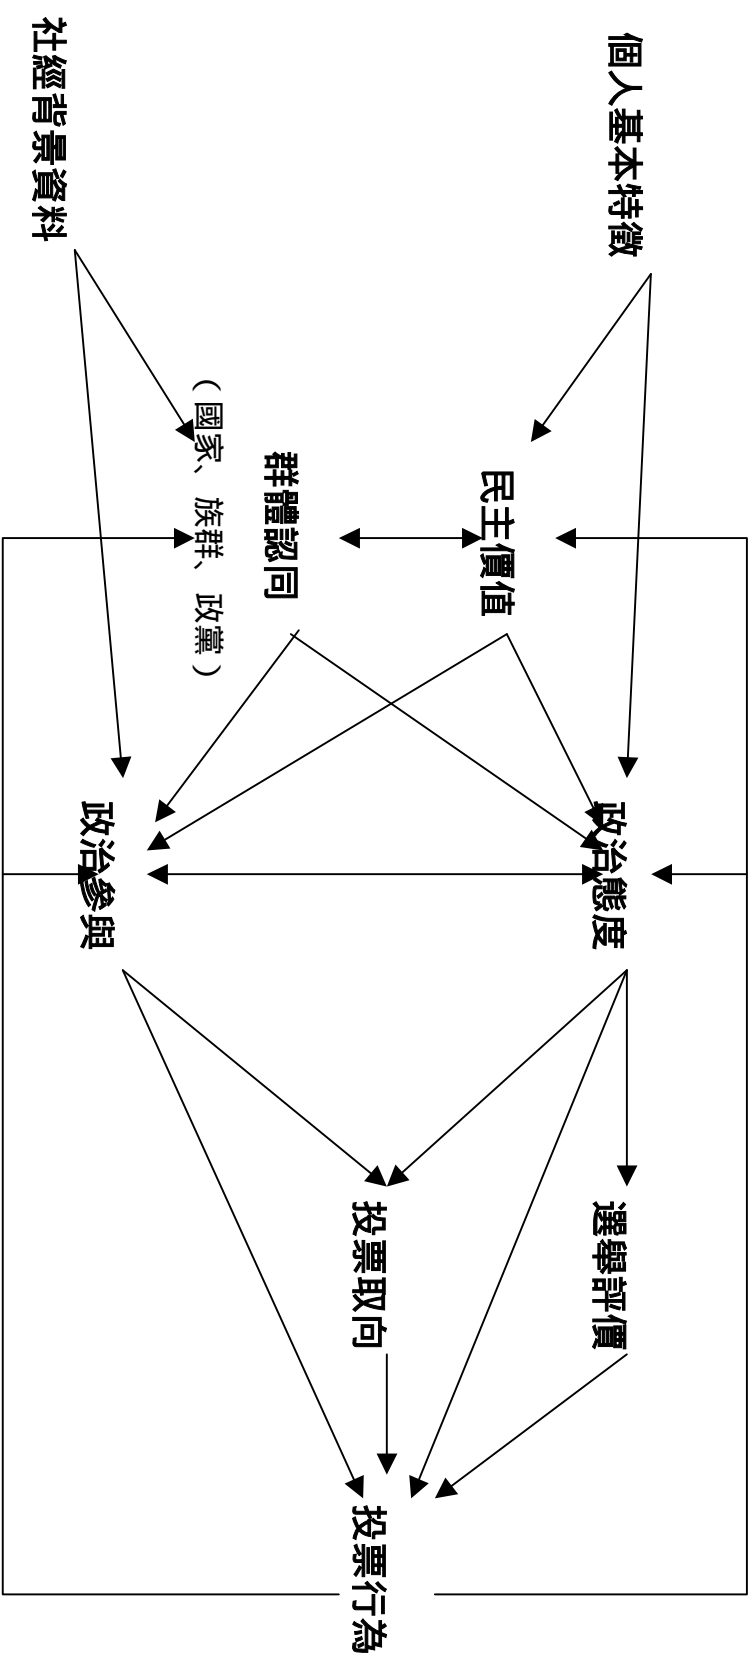 個人基本特徵
社經背景資料
民主價值
群體認同
（國家、族群、政黨）
政治態度
政治參與
選舉評價
投票取向
投票行為